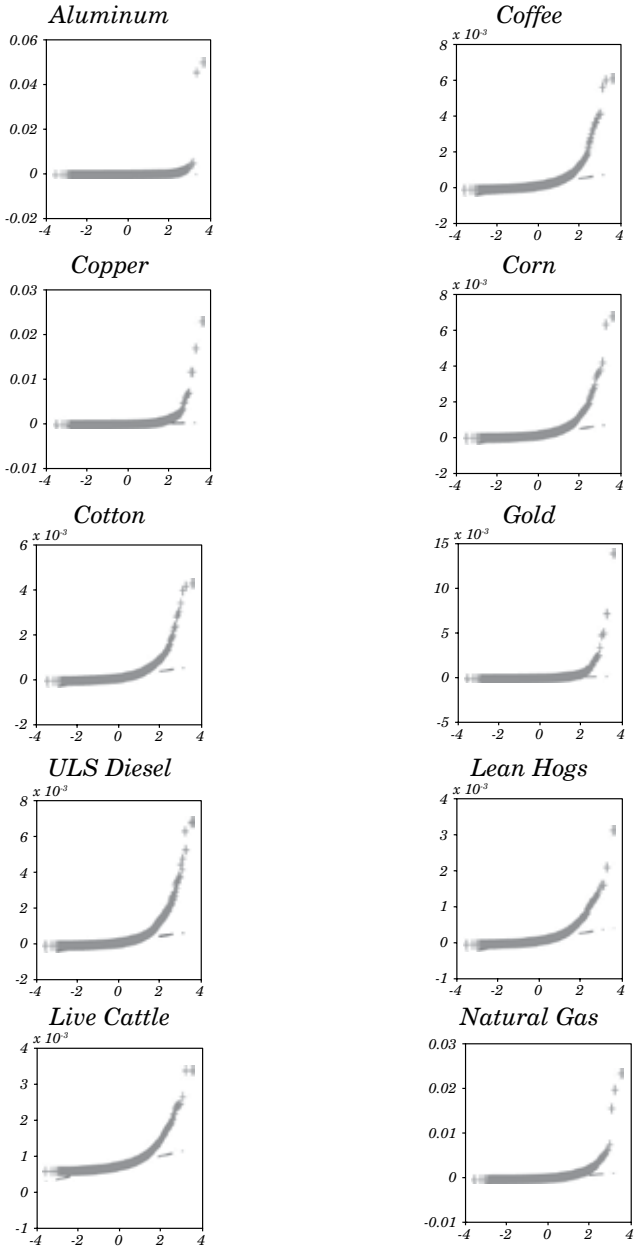 Aluminum
0.06
0.04
0.02
0
-0.02
-4 -2 0 2 4
Coffee
x 10-3
8
6
4
2
0
-2
-4 -2 0 2 4
Copper
0.03
0.02
0.01
0
-0.01
-4 -2 0 2 4
Corn
x 10-3
8
6
4
2
0
-2
-4 -2 0 2 4
Cotton
x 10-3
6
4
2
0
-2
-4 -2 0 2 4
Gold
x 10-3
15
10
5
0
-5
-4 -2 0 2 4
ULS Diesel
x 10-3
8
6
4
2
0
-2
-4 -2 0 2 4
Lean Hogs
x 10-3
4
3
2
1
0
-1
-4 -2 0 2 4
Live Cattle
x 10-3
4
3
2
1
0
-1
-4 -2 0 2 4
Natural Gas
0.03
0.02
0.01
0
-0.01
-4 -2 0 2 4